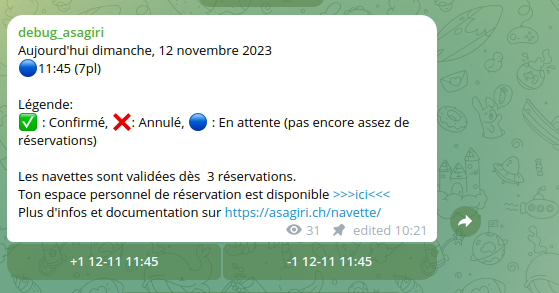 debug_asagiri
Aujourd'hui dimanche, 12 novembre 2023
🔵11:45 (7pl)
Légende:
✅ : Confirmé, ❌: Annulé, 🔵 : En attente (pas encore assez de
réservations)
Les navettes sont validées dès  3 réservations.
Ton espace personnel de réservation est disponible >>>ici<<<
Plus d'infos et documentation sur https://asagiri.ch/navette/
31 edited 10:21
+1 12-11 11:45
-1 12-11 11:45